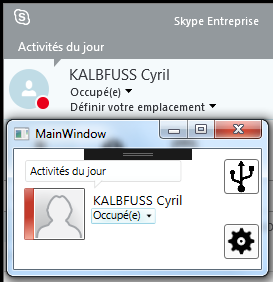 Skype Entreprise
Activités du jour
KALBFUSS Cyril
Occupé(e)
Définir votre emplacement
MainWindow
Activités du jour
KALBFUSS Cyril
Occupé(e)